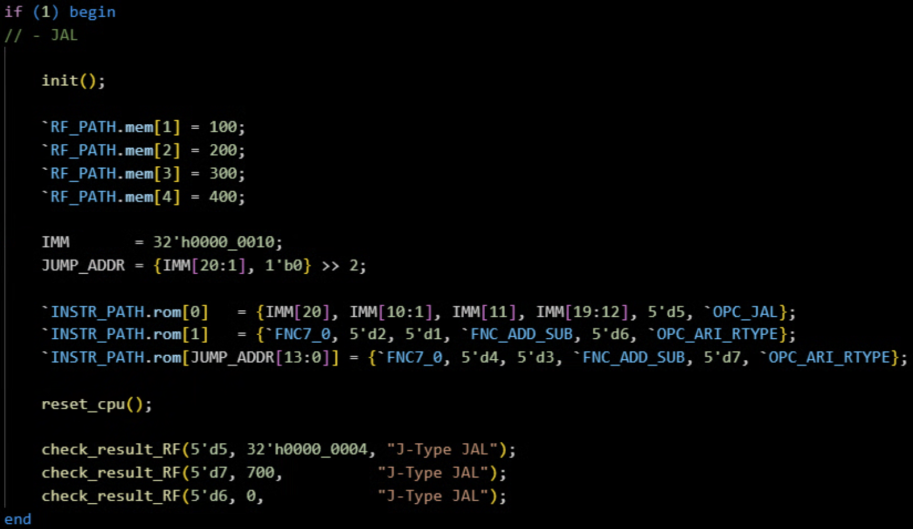 if (1) begin
// - JAL
init();
`RF_PATH.mem[1] = 100;
`RF_PATH.mem[2] = 200;
`RF_PATH.mem[3] = 300;
`RF_PATH.mem[4] = 400;
IMM       = 32'h0000_0010;
JUMP_ADDR = {IMM[20:1], 1'b0} >> 2;
`INSTR_PATH.rom[0]   = {IMM[20], IMM[10:1], IMM[11], IMM[19:12], 5'd5, `OPC_JAL};
`INSTR_PATH.rom[1]   = {`FNC7_0, 5'd2, 5'd1, `FNC_ADD_SUB, 5'd6, `OPC_ARI_RTYPE};
`INSTR_PATH.rom[JUMP_ADDR[13:0]] = {`FNC7_0, 5'd4, 5'd3, `FNC_ADD_SUB, 5'd7, `OPC_ARI_RTYPE};
reset_cpu();
check_result_RF(5'd5, 32'h0000_0004, "J-Type JAL");
check_result_RF(5'd7, 700,           "J-Type JAL");
check_result_RF(5'd6, 0,             "J-Type JAL");
end